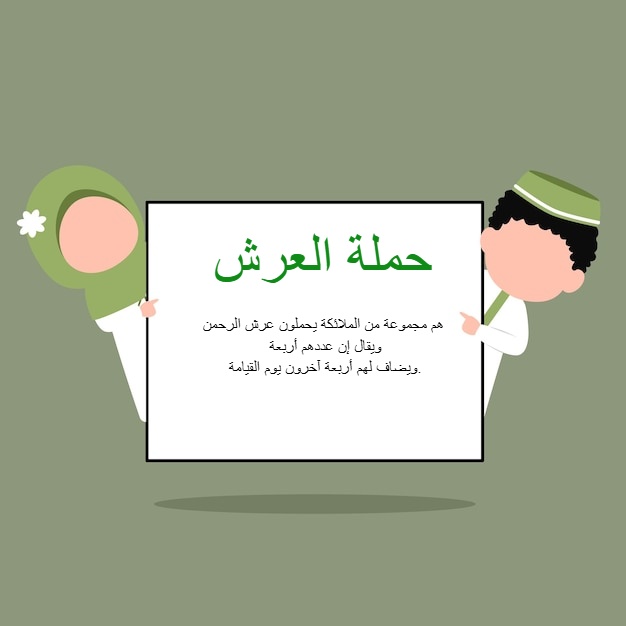 حملة العرش
هم مجموعة من الملائكة يحملون عرش الرحمن
ويقال إن عددهم أربعة
ويضاف لهم أربعة آخرون يوم القيامة.